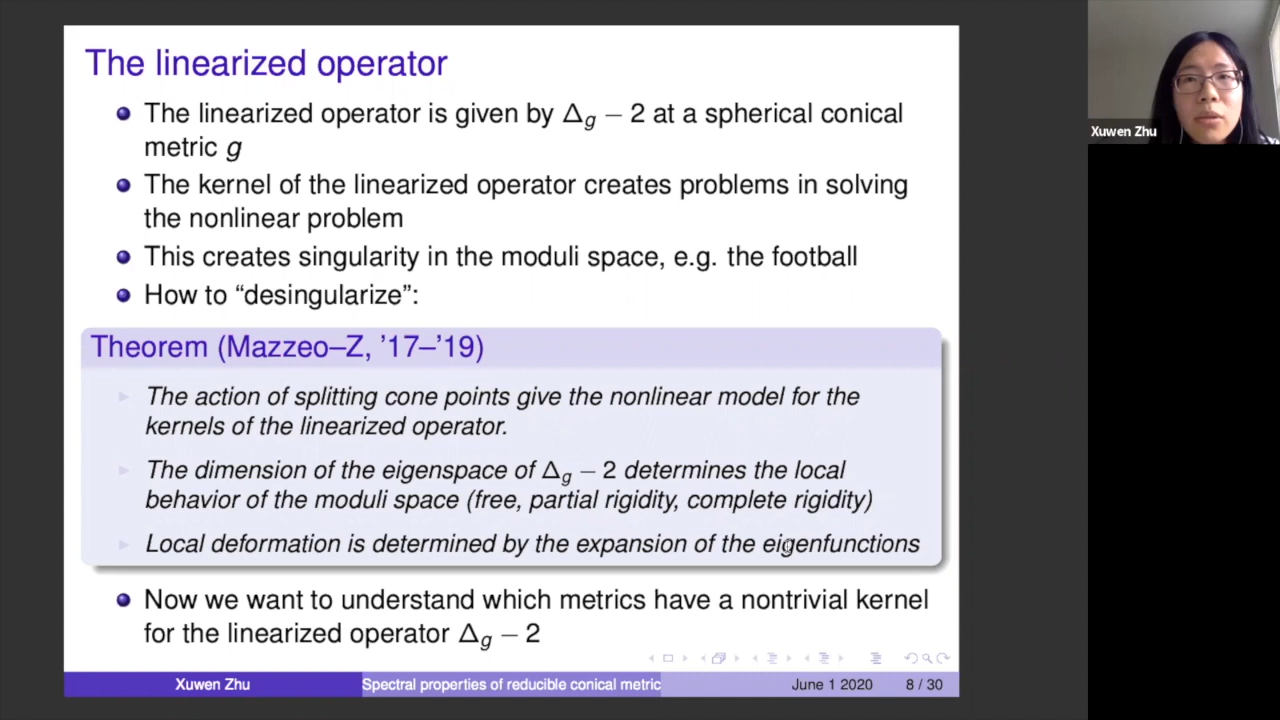 The linearized operator
The linearized operator is given by Δg − 2 at a spherical conical
metric g
The kernel of the linearized operator creates problems in solving
the nonlinear problem
This creates singularity in the moduli space, e.g. the football
How to “desingularize”:
Theorem (Mazzeo–Z, ’17–’19)
The action of splitting cone points give the nonlinear model for the
kernels of the linearized operator.
The dimension of the eigenspace of Δg − 2 determines the local
behavior of the moduli space (free, partial rigidity, complete rigidity)
Local deformation is determined by the expansion of the eigenfunctions
Now we want to understand which metrics have a nontrivial kernel
for the linearized operator Δg − 2
Xuwen Zhu
Spectral properties of reducible conical metric
June 1 2020
8 / 30
Xuwen Zhu